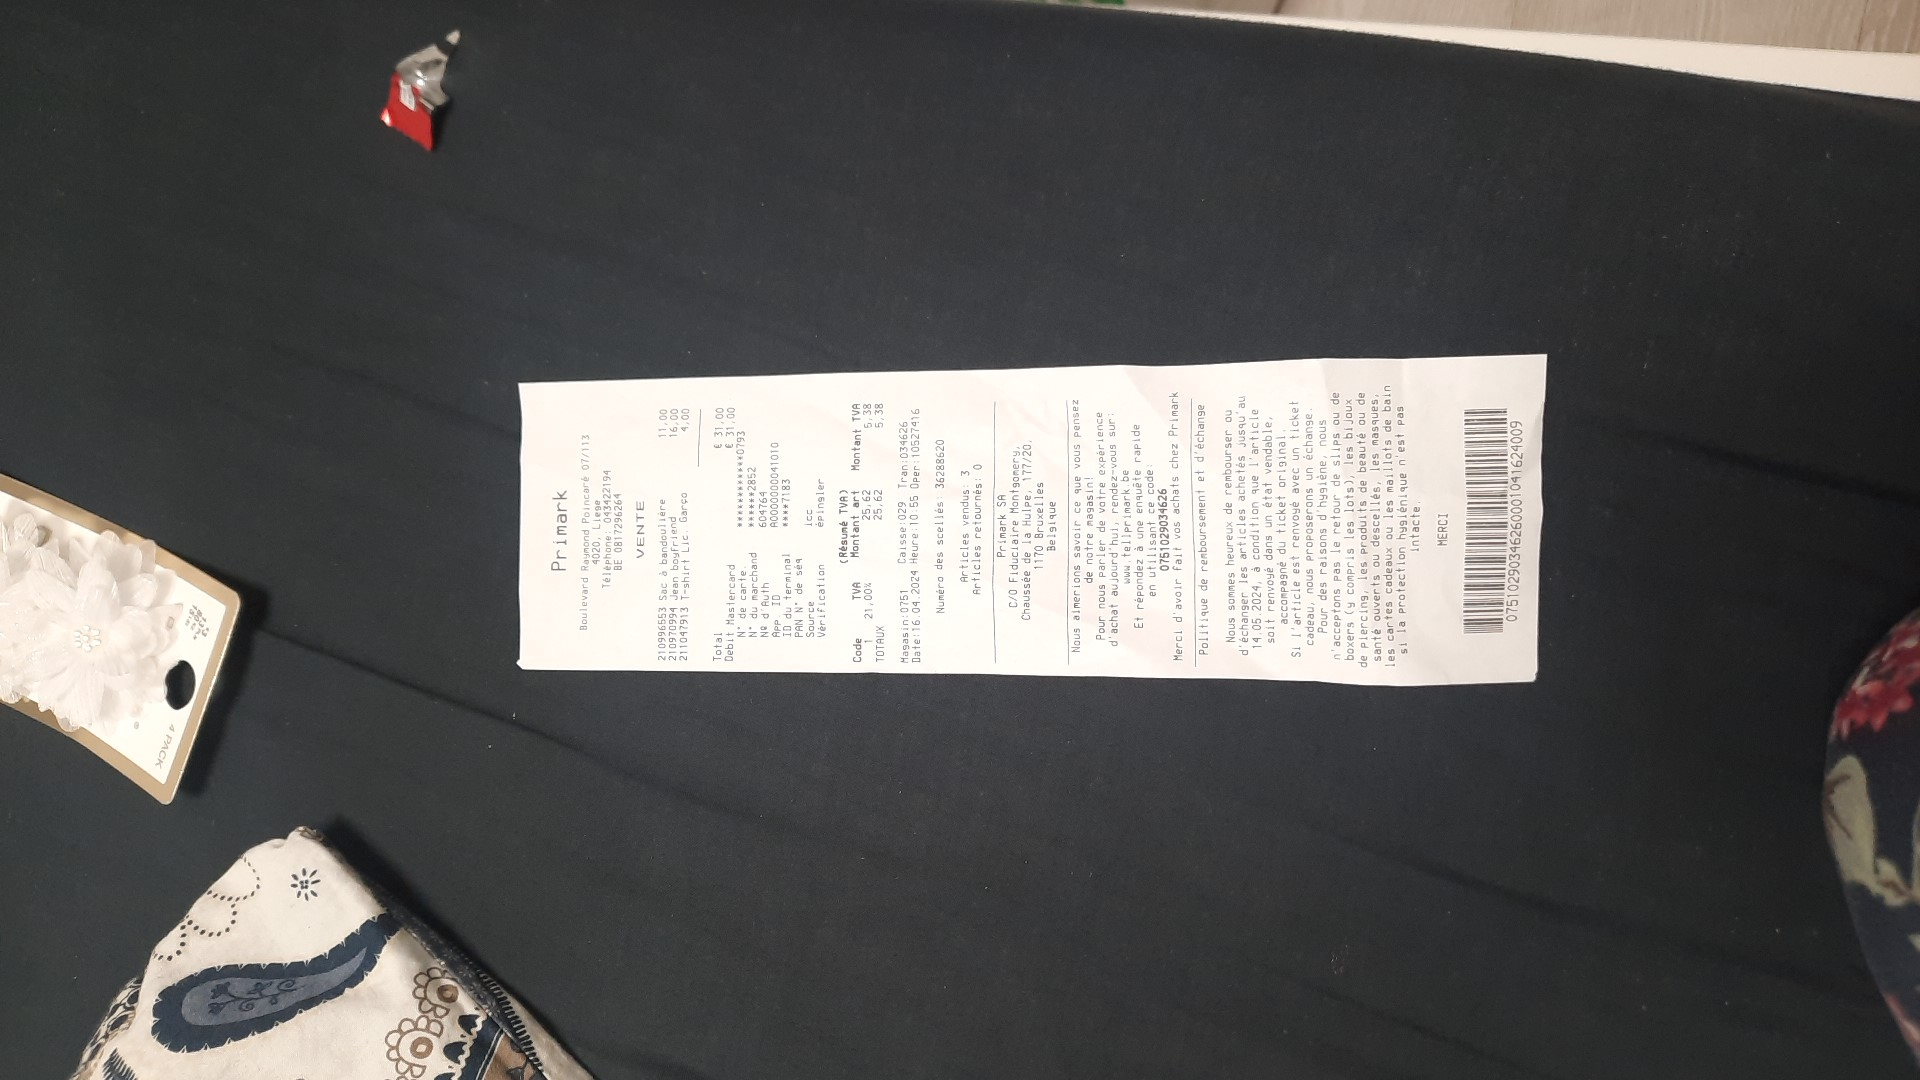 Primark
Boulevard Raymond Poincaré 07/113
4020, Liege
Téléphone: 043422194
BE 0817296264
VENTE
210996553 Sac à bandoulière 11,00
210970994 Jean boyfriend 16,00
211047913 T-shirt Lic. Garço 4,00
Total € 31,00
Debit Mastercard € 31,00
N° de carte. ************0793
N° du marchand *****2852
Nº d'Auth 604764
App. ID A0000000041010
ID du terminal ****7183
PAN N° de séq
Source icc
Vérification épingler
(Résumé TVA)
Code TVA Montant art Montant TVA
1 21,00% 25,62 5,38
TOTAUX 25,62 5,38
Magasin:0751 Caisse:029 Tran:034626
Date:16.04.2024 Heure:10:55 Oper:10527416
Numéro des scellés: 36288620
Articles vendus: 3
Articles retournés: 0
Primark SA
C/O Fiduciaire Montgomery,
Chaussée de la Hulpe, 177/20,
1170 Bruxelles
Belgique
Nous aimerions savoir ce que vous pensez
de notre magasin!
Pour nous parler de votre expérience
d'achat aujourd'hui, rendez-vous sur:
www.tellprimark.be
Et répondez à une enquête rapide
en utilisant ce code:
0751029034626
Merci d'avoir fait vos achats chez Primark
Politique de remboursement et d'échange
Nous sommes heureux de rembourser ou
d'échanger les articles achetés jusqu'au
14.05.2024, à condition que l'article
soit renvoyé dans un état vendable,
accompagné du ticket original.
Si l'article est renvoyé avec un ticket
cadeau, nous proposerons un échange.
Pour des raisons d'hygiène, nous
n'acceptons pas le retour de slips ou de
boxers (y compris les lots), les bijoux
de piercing, les produits de beauté ou de
santé ouverts ou descellés, les masques,
les cartes cadeaux ou les maillots de bain
si la protection hygiénique n'est pas
intacte.
MERCI
07510290346260001041624009
4 PACK